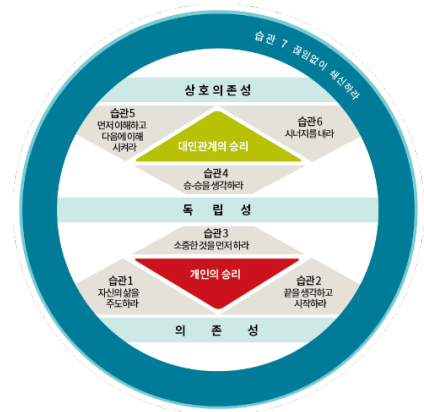 습관 7 끊임없이 쇄신하라
상호의존성
습관5
먼저 이해하고
다음에 이해
시켜라
습관6
시너지를 내라
대인관계의 승리
습관4
승-승을 생각하라
독 립 성
습관3
소중한 것을 먼저 하라
개인의 승리
습관1
자신의 삶을
주도하라
습관2
끝을 생각하고
시작하라
의 존 성